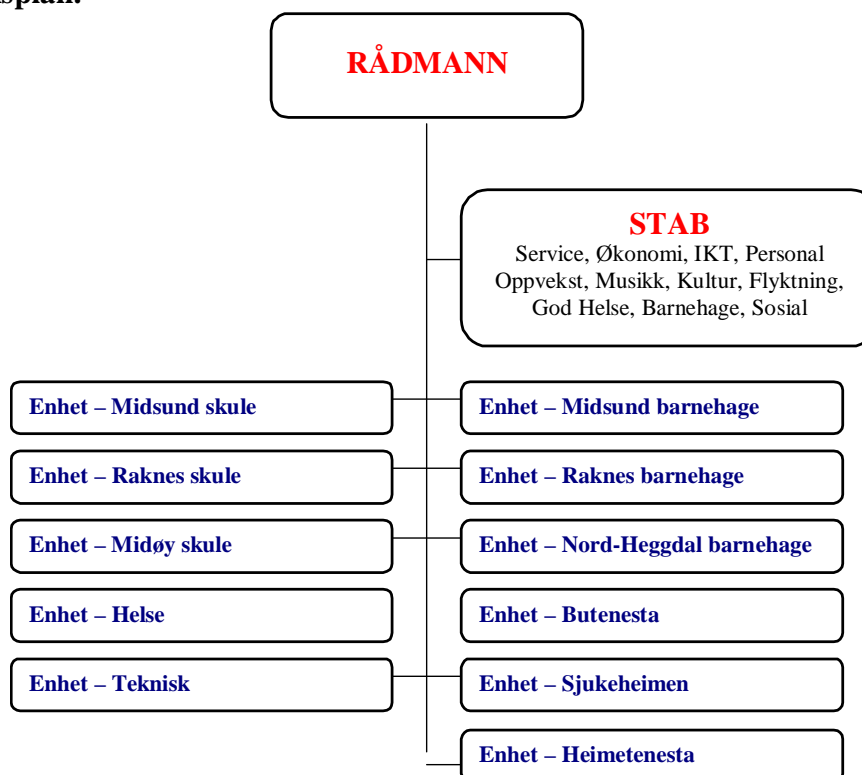 RÅDMANN
STAB
Service, Økonomi, IKT, Personal
Oppvekst, Musikk, Kultur, Flyktning,
God Helse, Barnehage, Sosial
Enhet – Midsund skule
Enhet – Midsund barnehage
Enhet – Raknes skule
Enhet – Raknes barnehage
Enhet – Midøy skule
Enhet – Nord-Heggdal barnehage
Enhet – Helse
Enhet – Butenesta
Enhet – Teknisk
Enhet – Sjukeheimen
Enhet – Heimetenesta